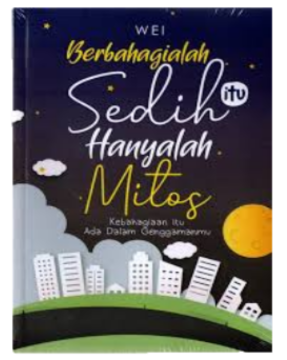 WEI
Berbahagialah
Sedih itu
Hanyalah
Mitos
Kebahagiaan Itu
Ada Dalam Genggamanmu